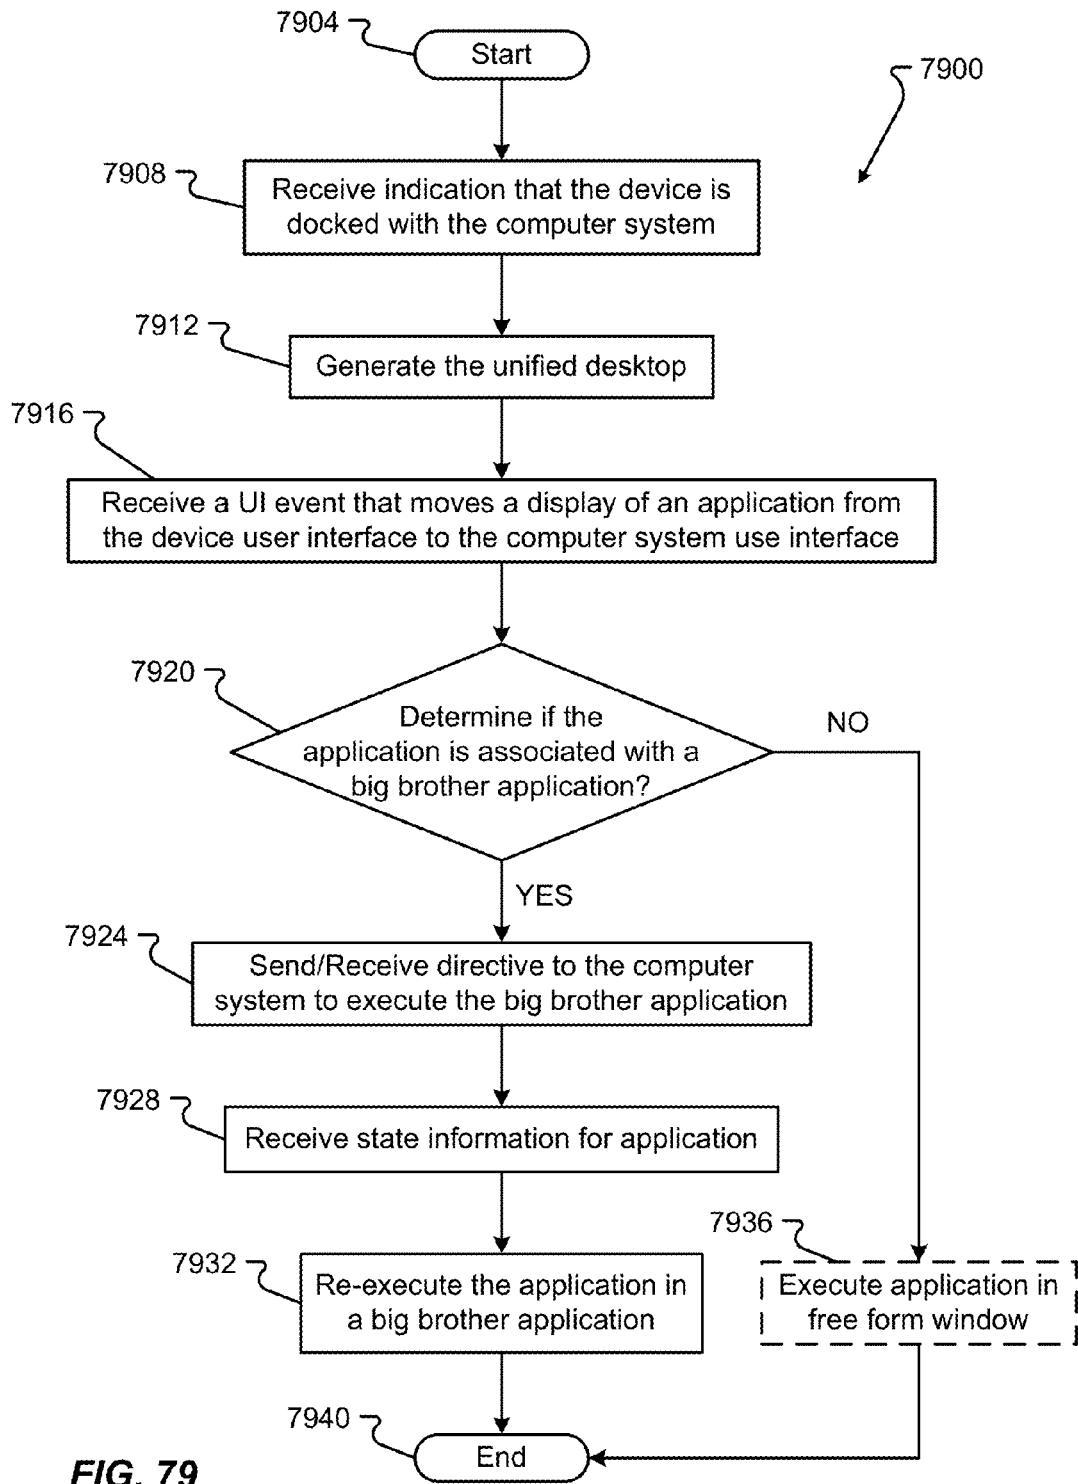 7904
Start
7900
7908
Receive indication that the device is
docked with the computer system
7912
Generate the unified desktop
7916
Receive a UI event that moves a display of an application from
the device user interface to the computer system use interface
7920
Determine if the
application is associated with a
big brother application?
NO
YES
7924
Send/Receive directive to the computer
system to execute the big brother application
7928
Receive state information for application
7936
7932
Re-execute the application in
a big brother application
Execute application in
free form window
7940
End
FIG. 79